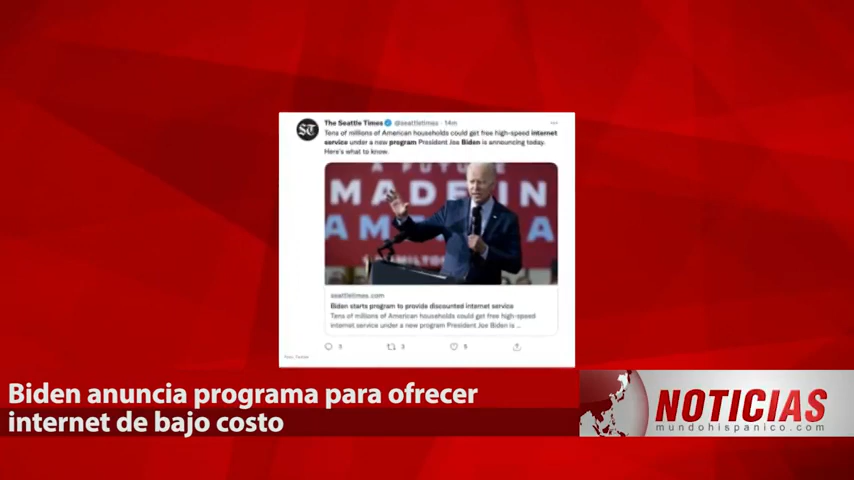 The Seattle Times @seattletimes · 14m
Tens of millions of American households could get free high-speed internet
service under a new program President Joe Biden is announcing today.
Here's what to know.
A FUTURE
MADE IN
AMERICA
HAMILTON
seattletimes.com
Biden starts program to provide discounted internet service
Tens of millions of American households could get free high-speed
internet service under a new program President Joe Biden is ...
3 3 9
Foto: Twitter
Biden anuncia programa para ofrecer
internet de bajo costo
NOTICIAS
mundohispanico.com